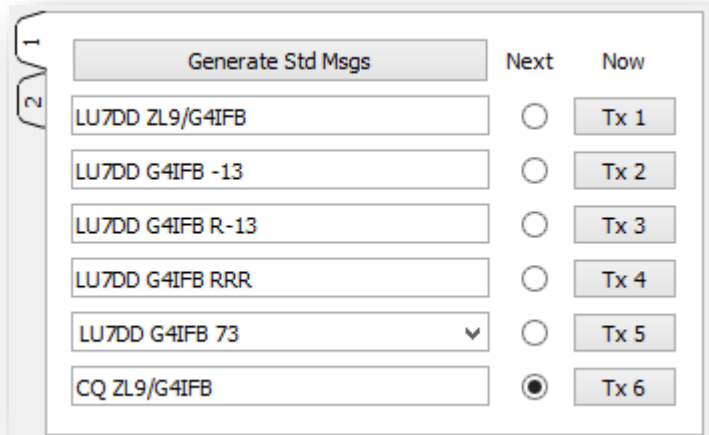 1
Generate Std Msgs Next Now
2
LU7DD ZL9/G4IFB Tx 1
LU7DD G4IFB -13 Tx 2
LU7DD G4IFB R-13 Tx 3
LU7DD G4IFB RRR Tx 4
LU7DD G4IFB 73 Tx 5
CQ ZL9/G4IFB Tx 6